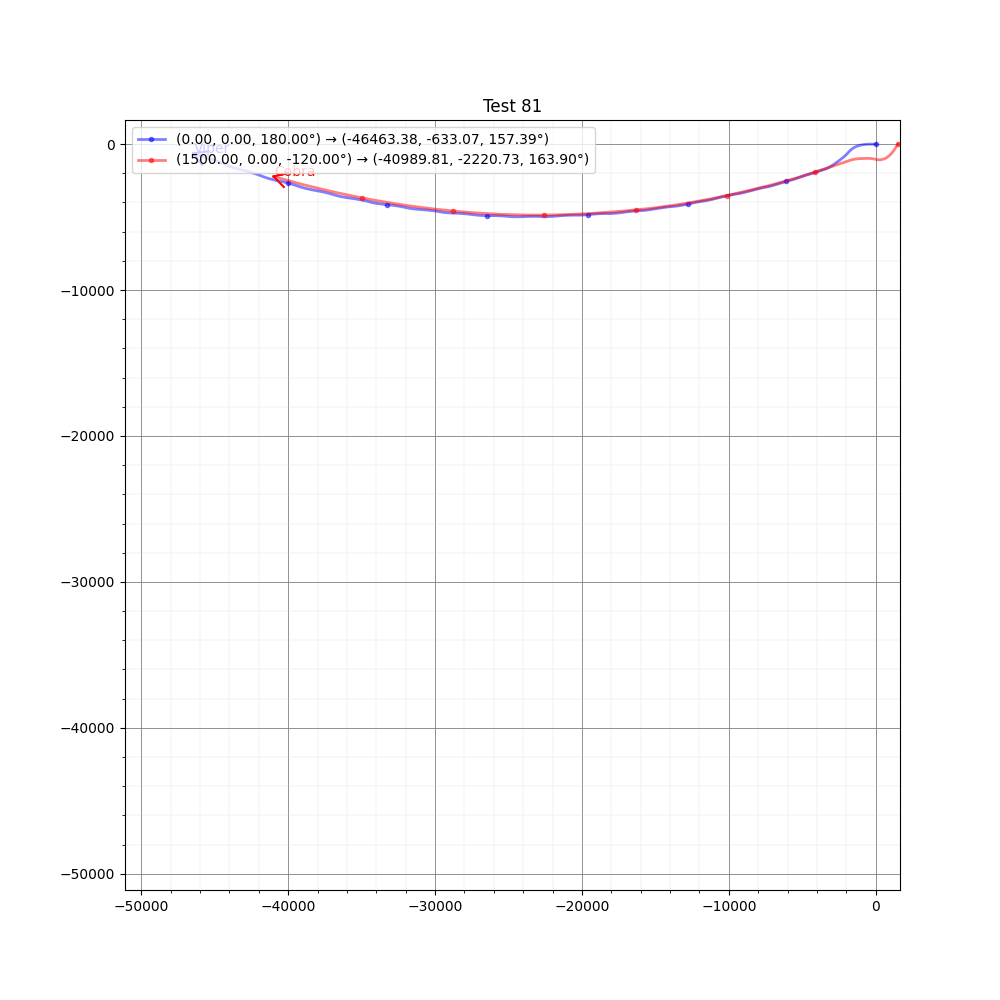 Test 81
(0.00, 0.00, 180.00°) → (-46463.38, -633.07, 157.39°)
(1500.00, 0.00, -120.00°) → (-40989.81, -2220.73, 163.90°)
Viper
Cobra
0
−10000
−20000
−30000
−40000
−50000
−50000 −40000 −30000 −20000 −10000 0